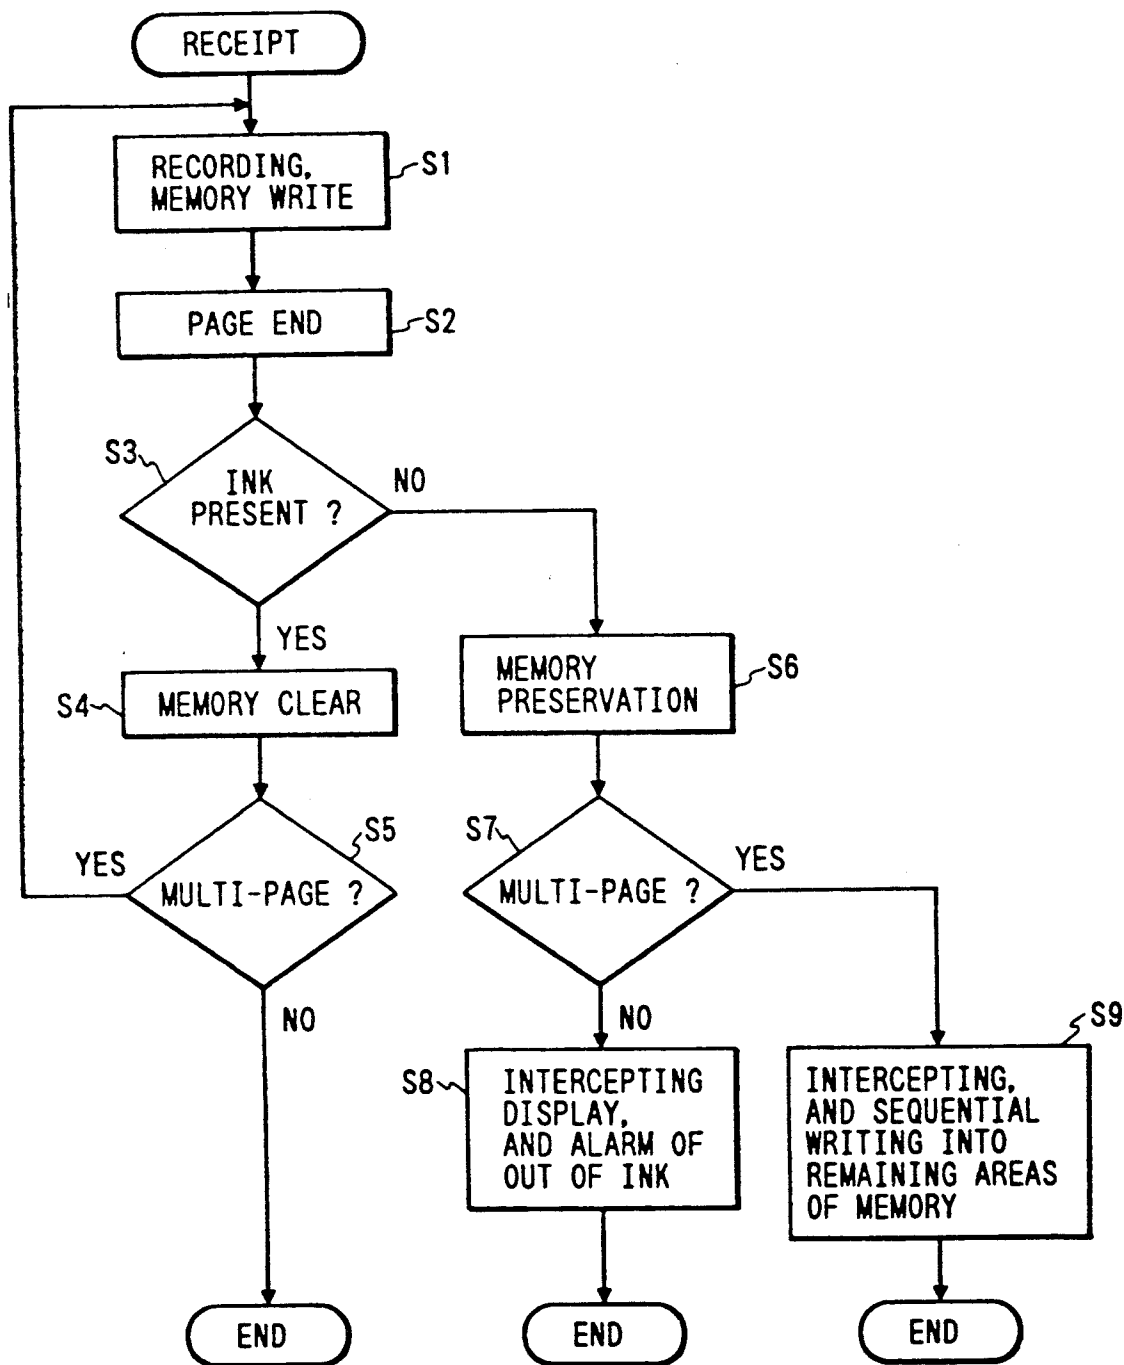 RECEIPT
RECORDING,
MEMORY WRITE
S1
PAGE END
S2
S3
INK
PRESENT ?
NO
YES
S4
MEMORY CLEAR
MEMORY
PRESERVATION
S6
YES
MULTI-PAGE ?
S5
NO
S7
MULTI-PAGE ?
YES
NO
S8
INTERCEPTING
DISPLAY,
AND ALARM OF
OUT OF INK
S9
INTERCEPTING,
AND SEQUENTIAL
WRITING INTO
REMAINING AREAS
OF MEMORY
END
END
END